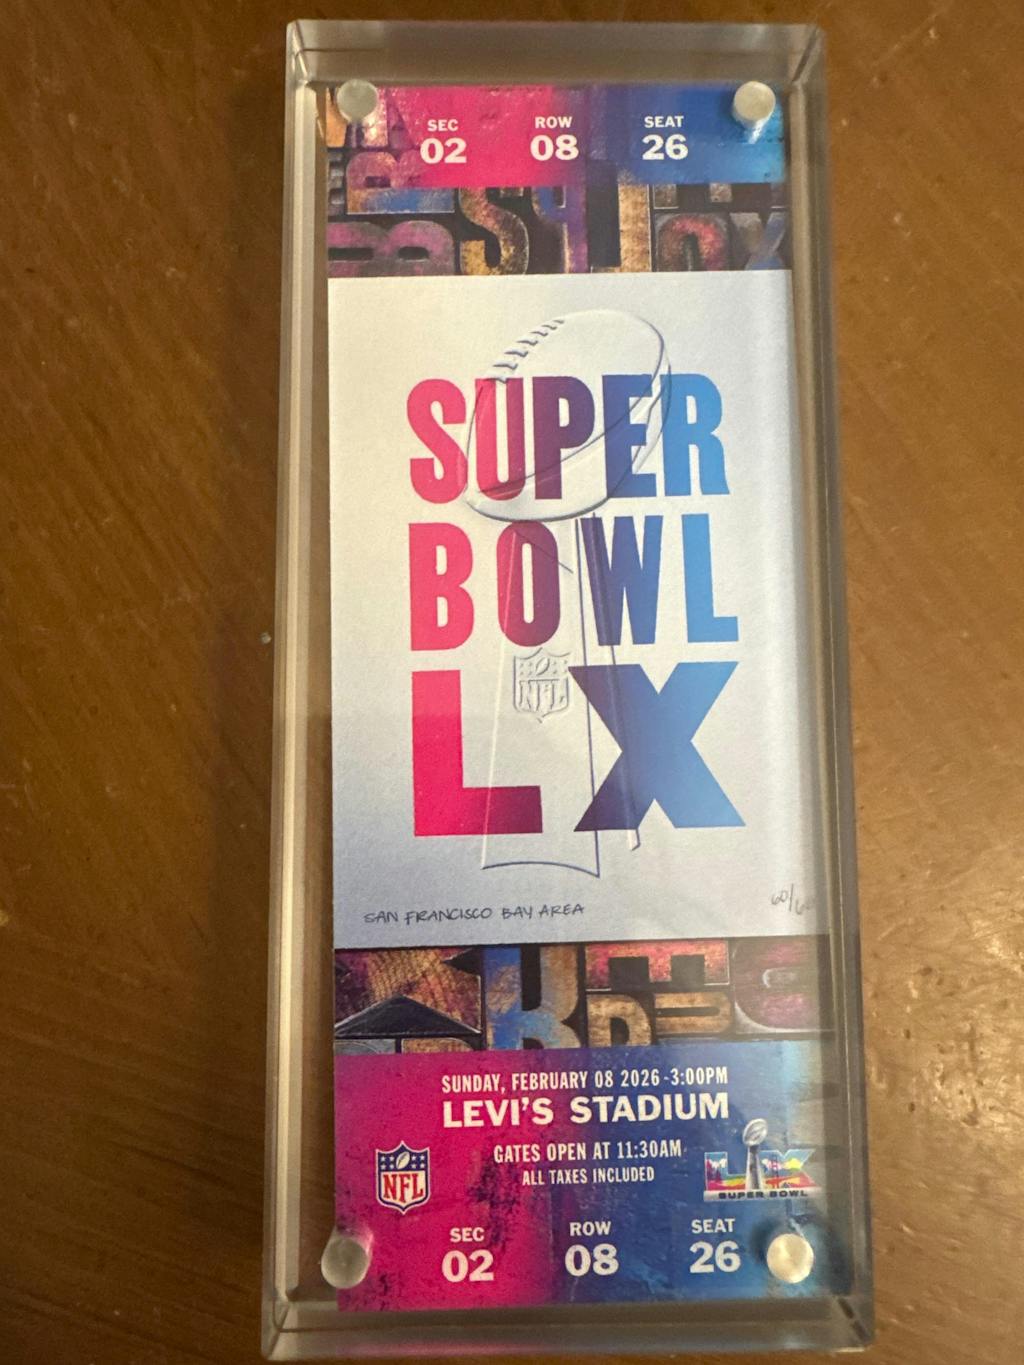 SEC ROW SEAT
02 08 26
SUPER
BOWL
LX
NFL
SAN FRANCISCO BAY AREA
SUNDAY, FEBRUARY 08 2026-3:00PM
LEVI'S STADIUM
GATES OPEN AT 11:30AM
ALL TAXES INCLUDED
NFL
LX
SUPER BOWL
SEC ROW SEAT
02 08 26